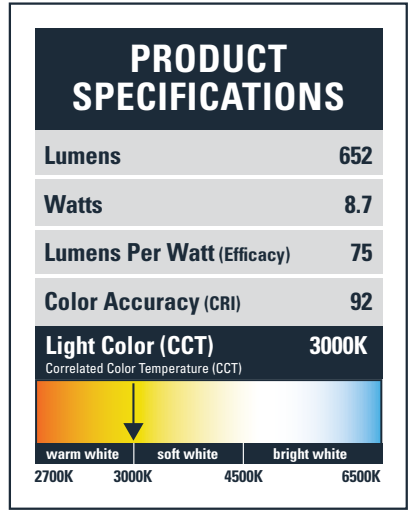 PRODUCT
SPECIFICATIONS
Lumens 652
Watts 8.7
Lumens Per Watt (Efficacy) 75
Color Accuracy (CRI) 92
Light Color (CCT) 3000K
Correlated Color Temperature (CCT)
warm white soft white bright white
2700K 3000K 4500K 6500K